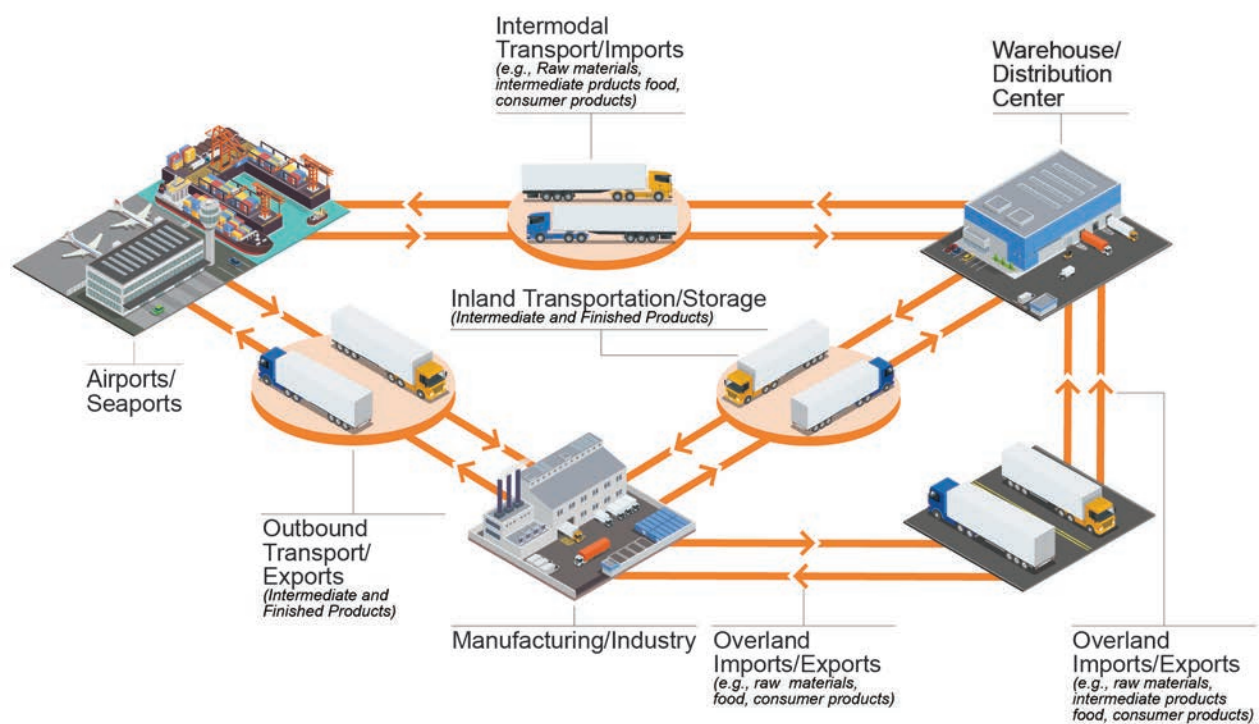 Intermodal
Transport/Imports
(e.g., Raw materials,
intermediate prducts food,
consumer products)
Warehouse/
Distribution
Center
Inland Transportation/Storage
(Intermediate and Finished Products)
Airports/
Seaports
Outbound
Transport/
Exports
(Intermediate and
Finished Products)
Manufacturing/Industry
Overland
Imports/Exports
(e.g., raw materials,
food, consumer products)
Overland
Imports/Exports
(e.g., raw materials,
intermediate products
food, consumer products)